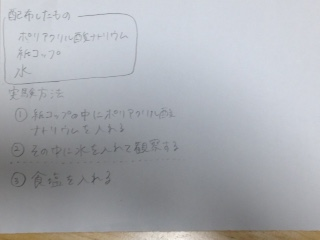 配布したもの
ポリアクリル酸ナトリウム
紙コップ
水
実験方法
① 紙コップの中にポリアクリル酸
ナトリウムを入れる
② その中に水を入れて観察する
③ 食塩を入れる